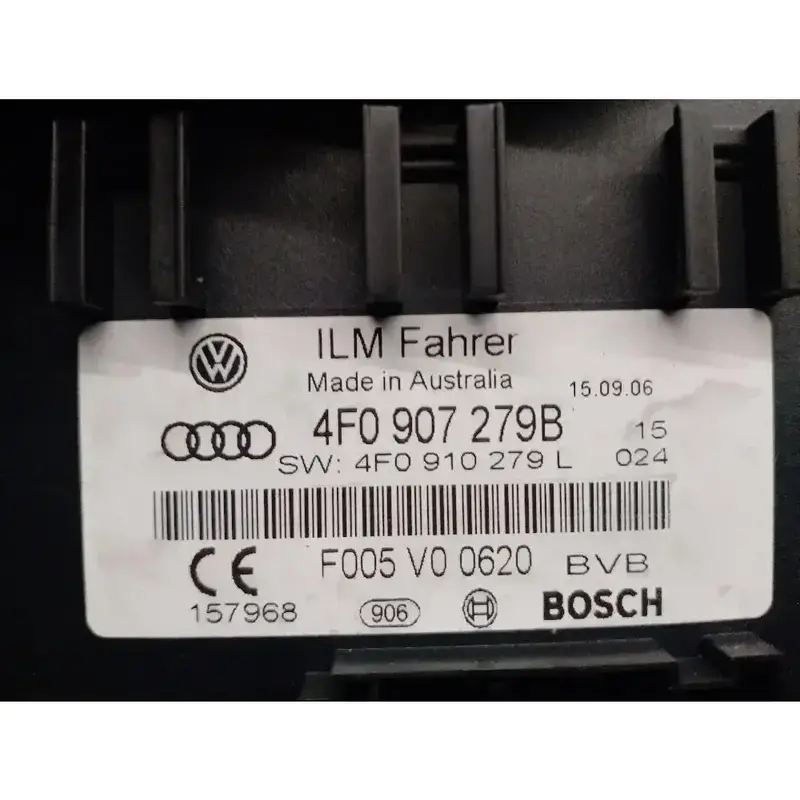 ILM Fahrer
Made in Australia 15.09.06
4F0 907 279B 15
SW: 4F0 910 279 L 024
CE F005 V0 0620 BVB
157968 906 BOSCH